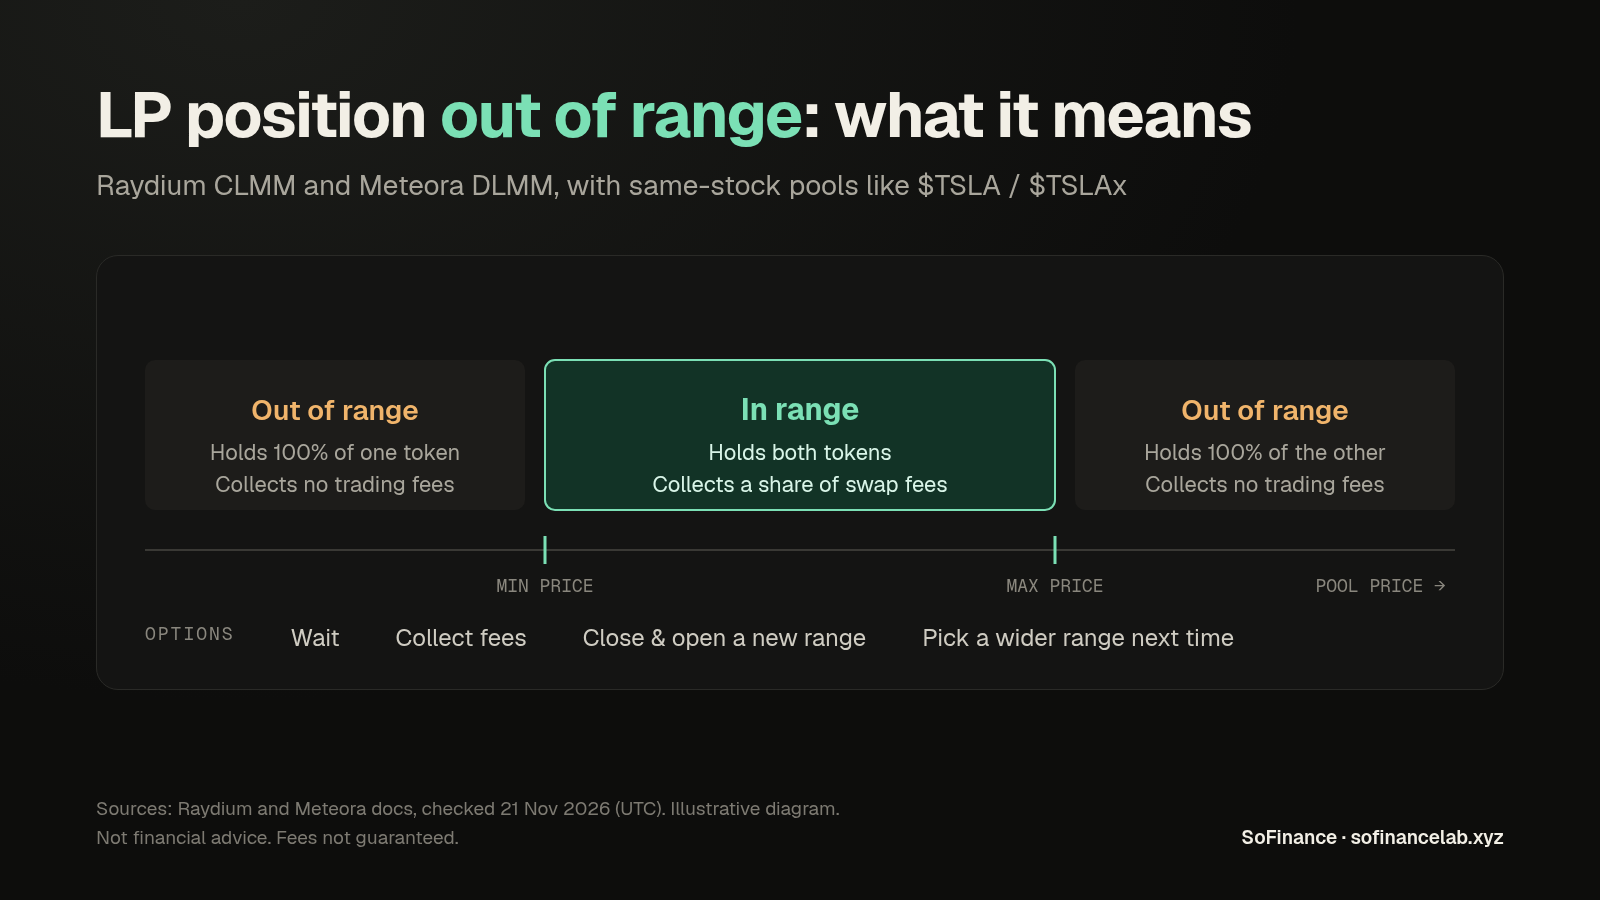 LP position out of range: what it means
Raydium CLMM and Meteora DLMM, with same-stock pools like $TSLA / $TSLAx
Out of range
Holds 100% of one token
Collects no trading fees
In range
Holds both tokens
Collects a share of swap fees
Out of range
Holds 100% of the other
Collects no trading fees
MIN PRICE
MAX PRICE
POOL PRICE →
OPTIONS
Wait
Collect fees
Close & open a new range
Pick a wider range next time
Sources: Raydium and Meteora docs, checked 21 Nov 2026 (UTC). Illustrative diagram.
Not financial advice. Fees not guaranteed.
SoFinance · sofinancelab.xyz